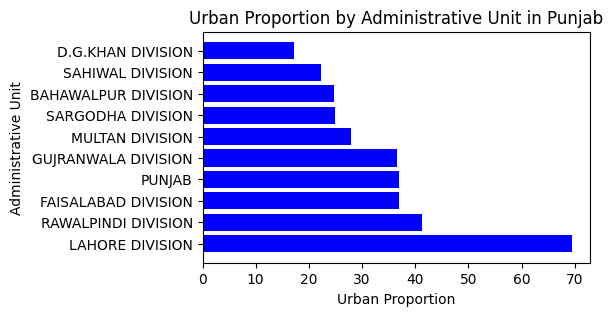 Urban Proportion by Administrative Unit in Punjab
Administrative Unit
D.G.KHAN DIVISION
SAHIWAL DIVISION
BAHAWALPUR DIVISION
SARGODHA DIVISION
MULTAN DIVISION
GUJRANWALA DIVISION
PUNJAB
FAISALABAD DIVISION
RAWALPINDI DIVISION
LAHORE DIVISION
0 10 20 30 40 50 60 70
Urban Proportion